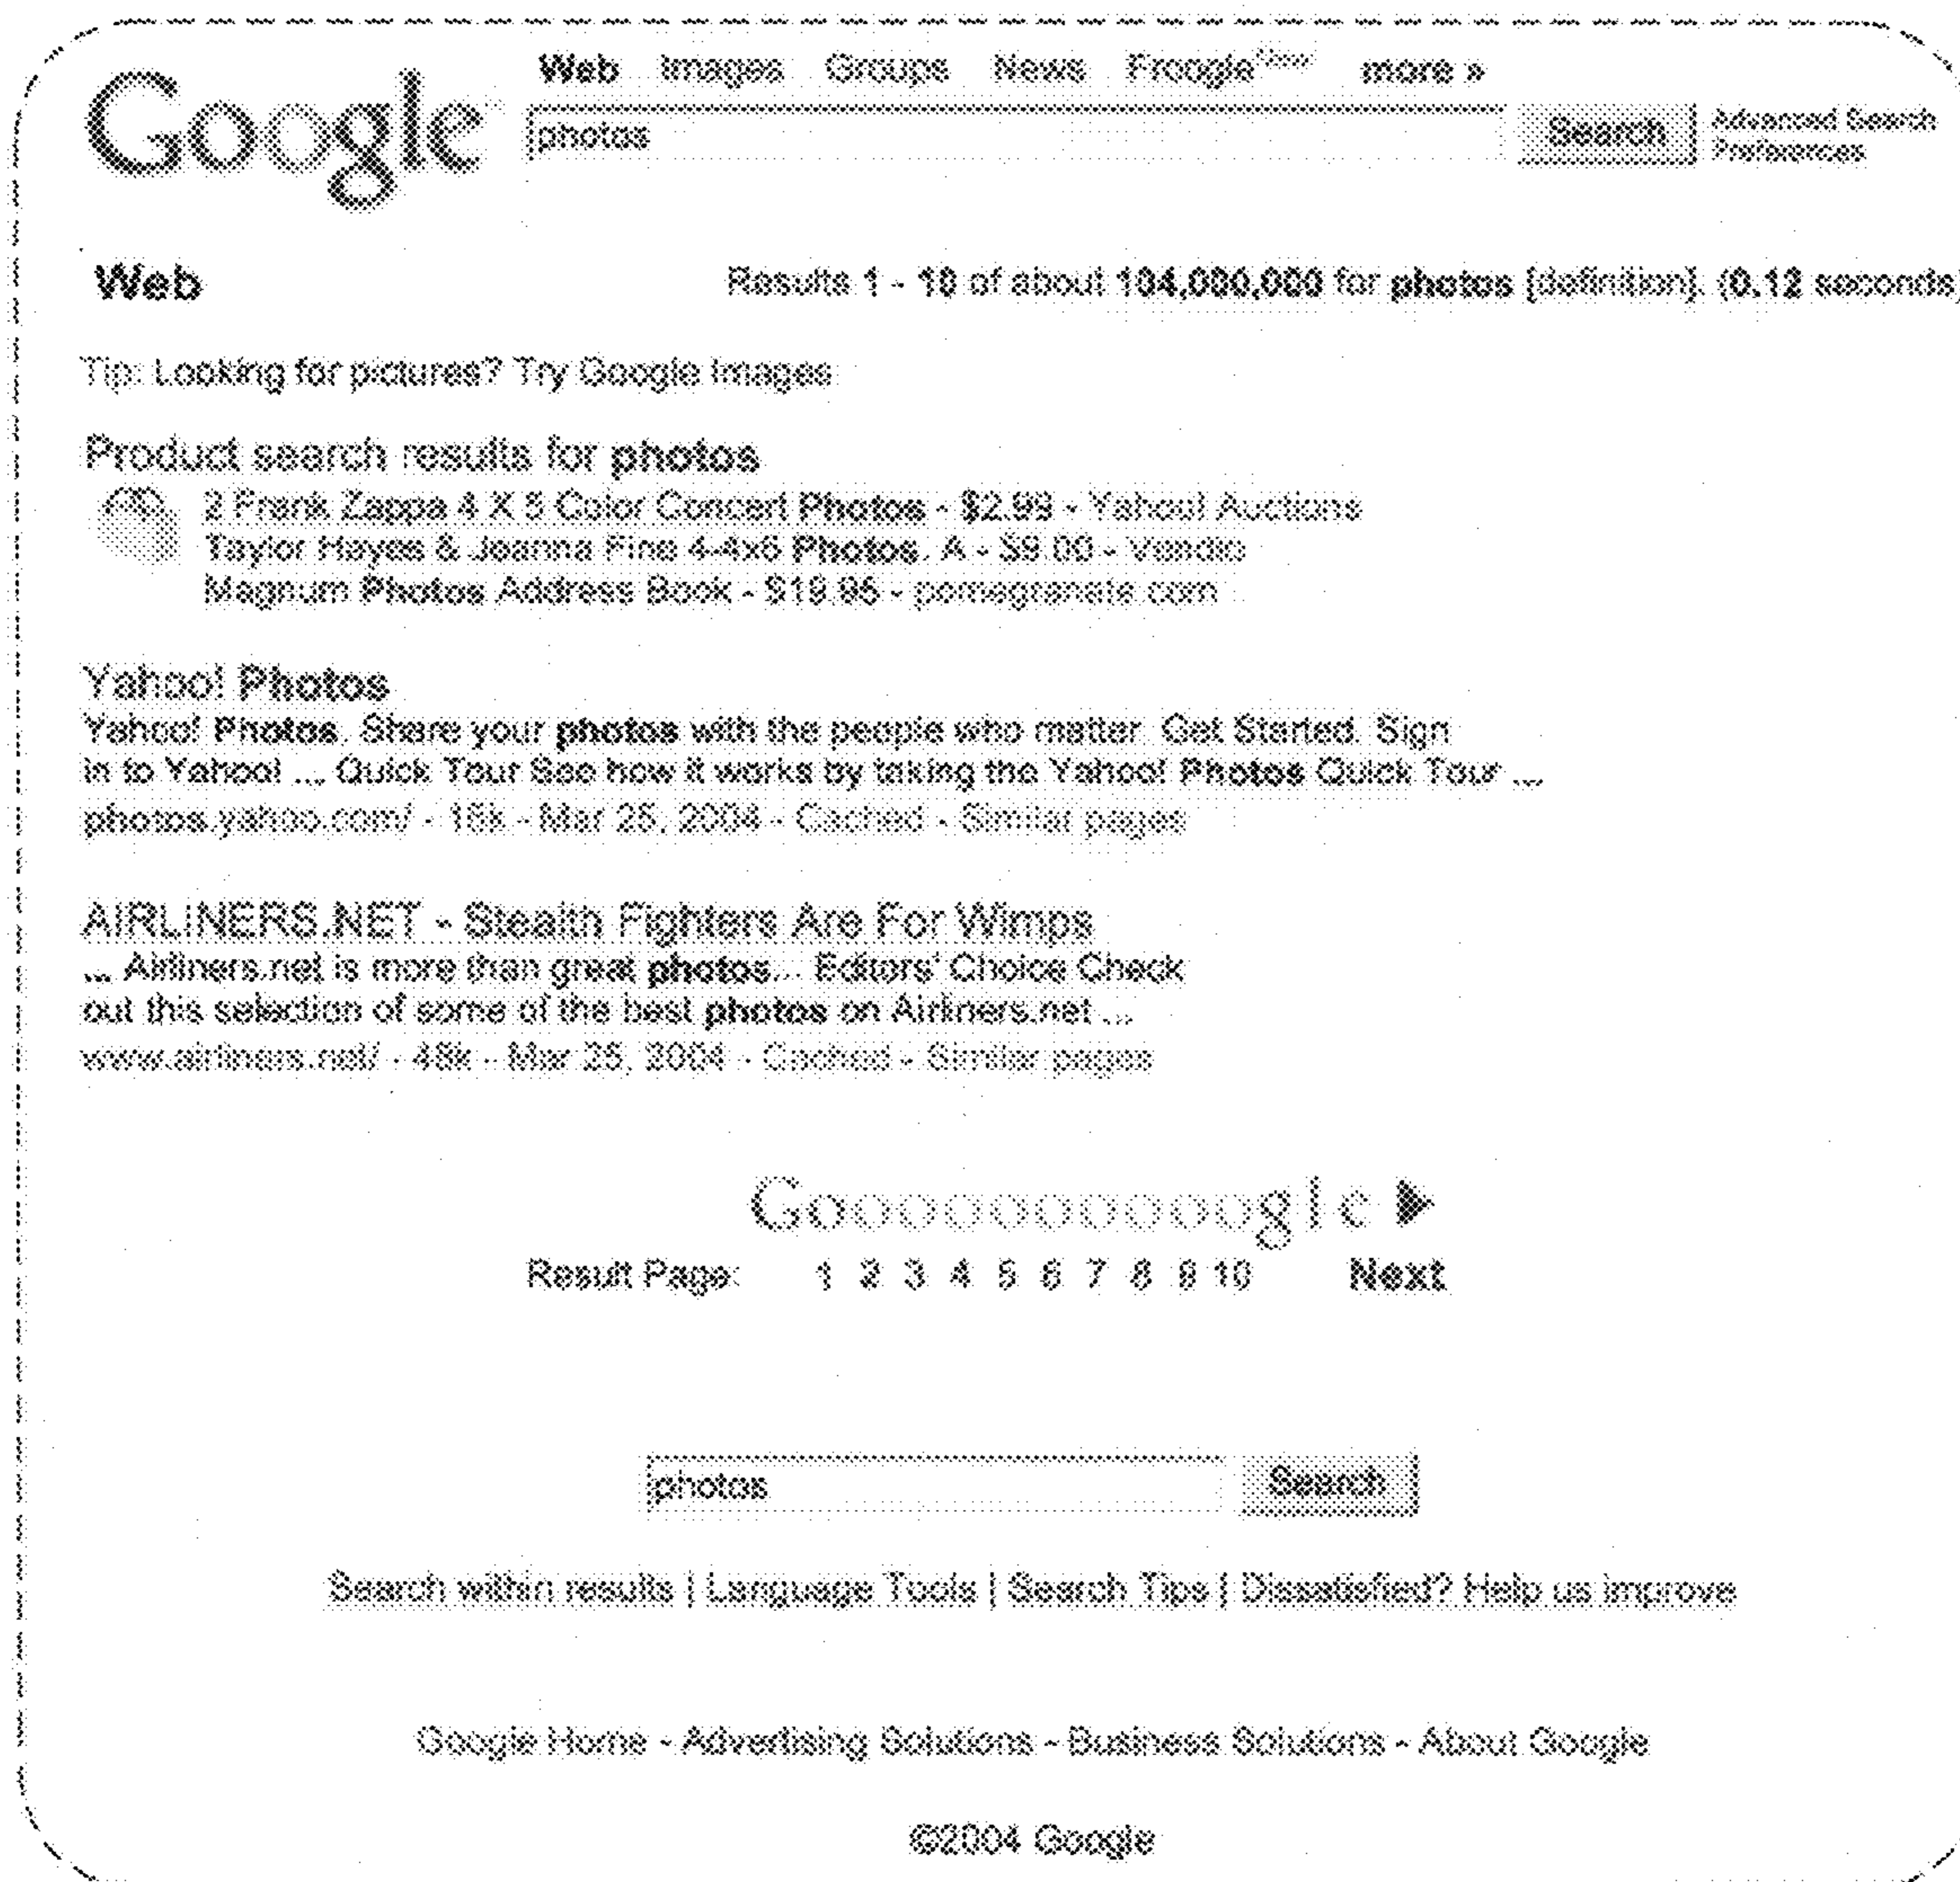 Google
Web Images Groups News Froogle New! more »
photos Search Advanced Search
Preferences
Web Results 1 - 10 of about 104,000,000 for photos [definition]. (0.12 seconds)
Tip: Looking for pictures? Try Google Images
Product search results for photos
2 Frank Zappa 4 X 5 Color Concert Photos - $2.99 - Yahoo! Auctions
Taylor Hayes & Jeanna Fine 4-4x6 Photos, A - $9.00 - Vendio
Magnum Photos Address Book - $19.95 - pomegranate.com
Yahoo! Photos
Yahoo! Photos. Share your photos with the people who matter. Get Started. Sign
in to Yahoo! ... Quick Tour See how it works by taking the Yahoo! Photos Quick Tour ...
photos.yahoo.com/ - 15k - Mar 25, 2004 - Cached - Similar pages
AIRLINERS.NET - Stealth Fighters Are For Wimps
... Airliners.net is more than great photos... Editors' Choice Check
out this selection of some of the best photos on Airliners.net ...
www.airliners.net/ - 48k - Mar 25, 2004 - Cached - Similar pages
Goooooooooogle
Result Page: 1 2 3 4 5 6 7 8 9 10 Next
photos Search
Search within results | Language Tools | Search Tips | Dissatisfied? Help us improve
Google Home - Advertising Solutions - Business Solutions - About Google
©2004 Google